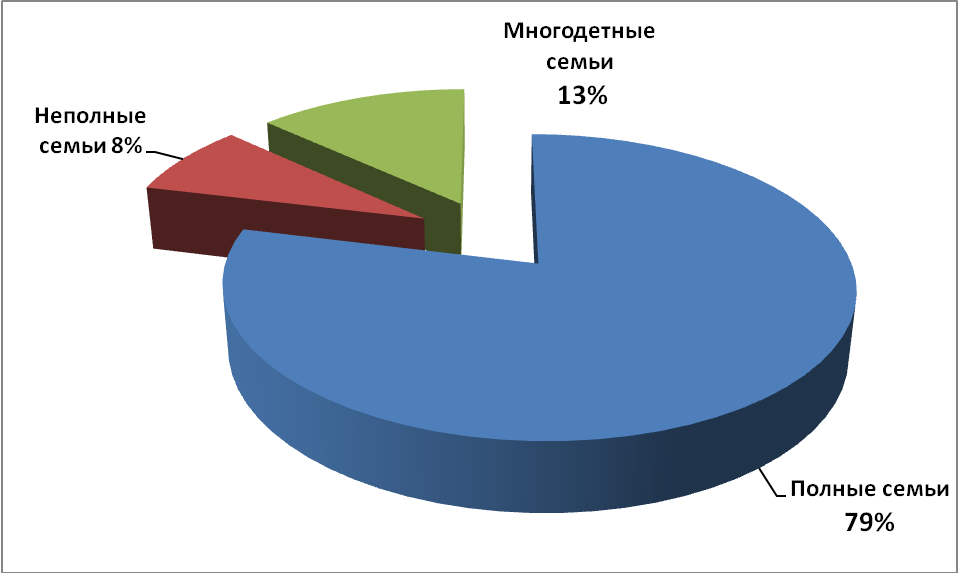 Многодетные
семьи
13%
Неполные
семьи 8%
Полные семьи
79%